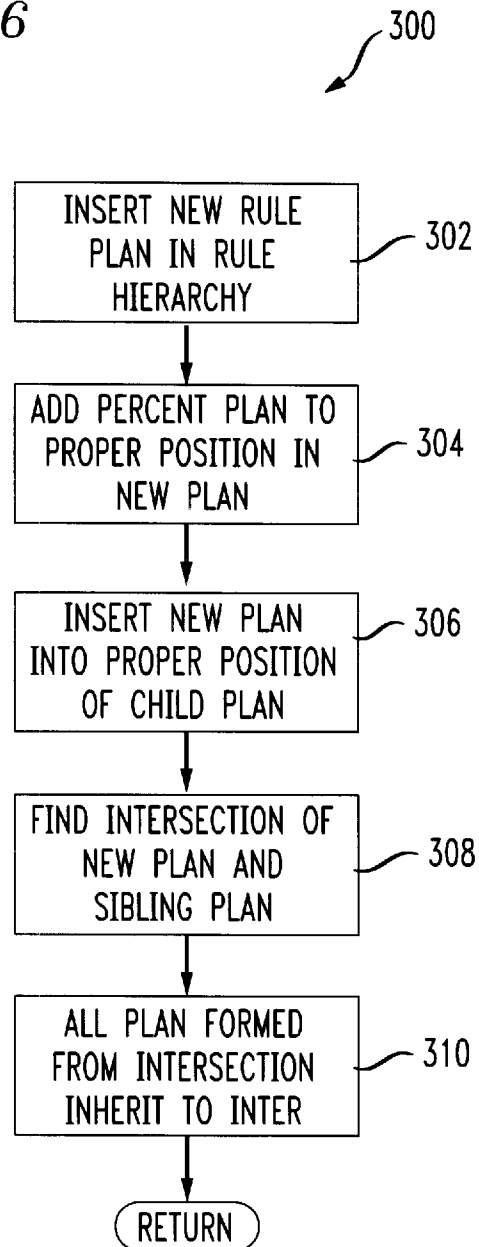 6
300
INSERT NEW RULE
PLAN IN RULE
HIERARCHY
302
ADD PERCENT PLAN TO
PROPER POSITION IN
NEW PLAN
304
INSERT NEW PLAN
INTO PROPER POSITION
OF CHILD PLAN
306
FIND INTERSECTION OF
NEW PLAN AND
SIBLING PLAN
308
ALL PLAN FORMED
FROM INTERSECTION
INHERIT TO INTER
310
RETURN